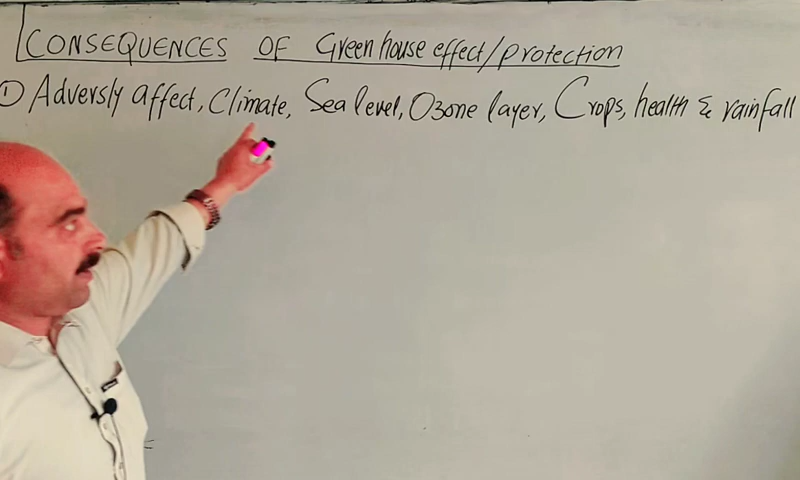 CONSEQUENCES OF Green house effect/protection
① Adversly affect, Climate, Sea level, Ozone layer, Crops, health & rainfall